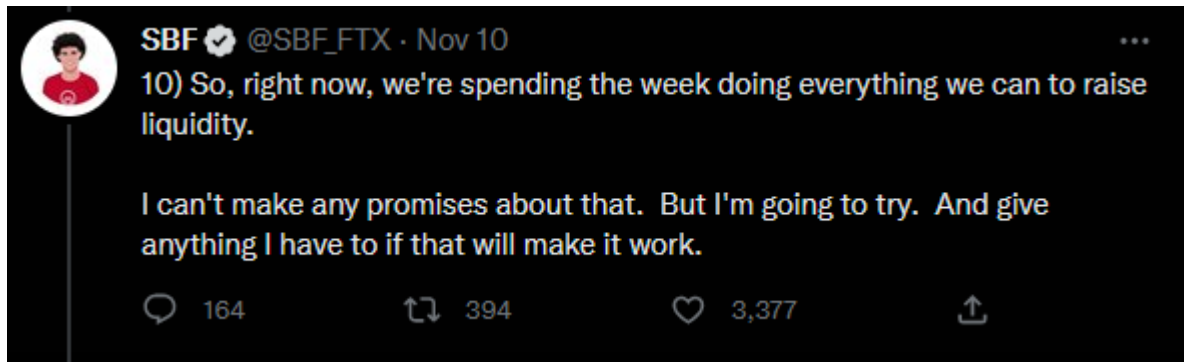 SBF @SBF_FTX · Nov 10
10) So, right now, we're spending the week doing everything we can to raise
liquidity.
I can't make any promises about that.  But I'm going to try.  And give
anything I have to if that will make it work.
164 394 3,377